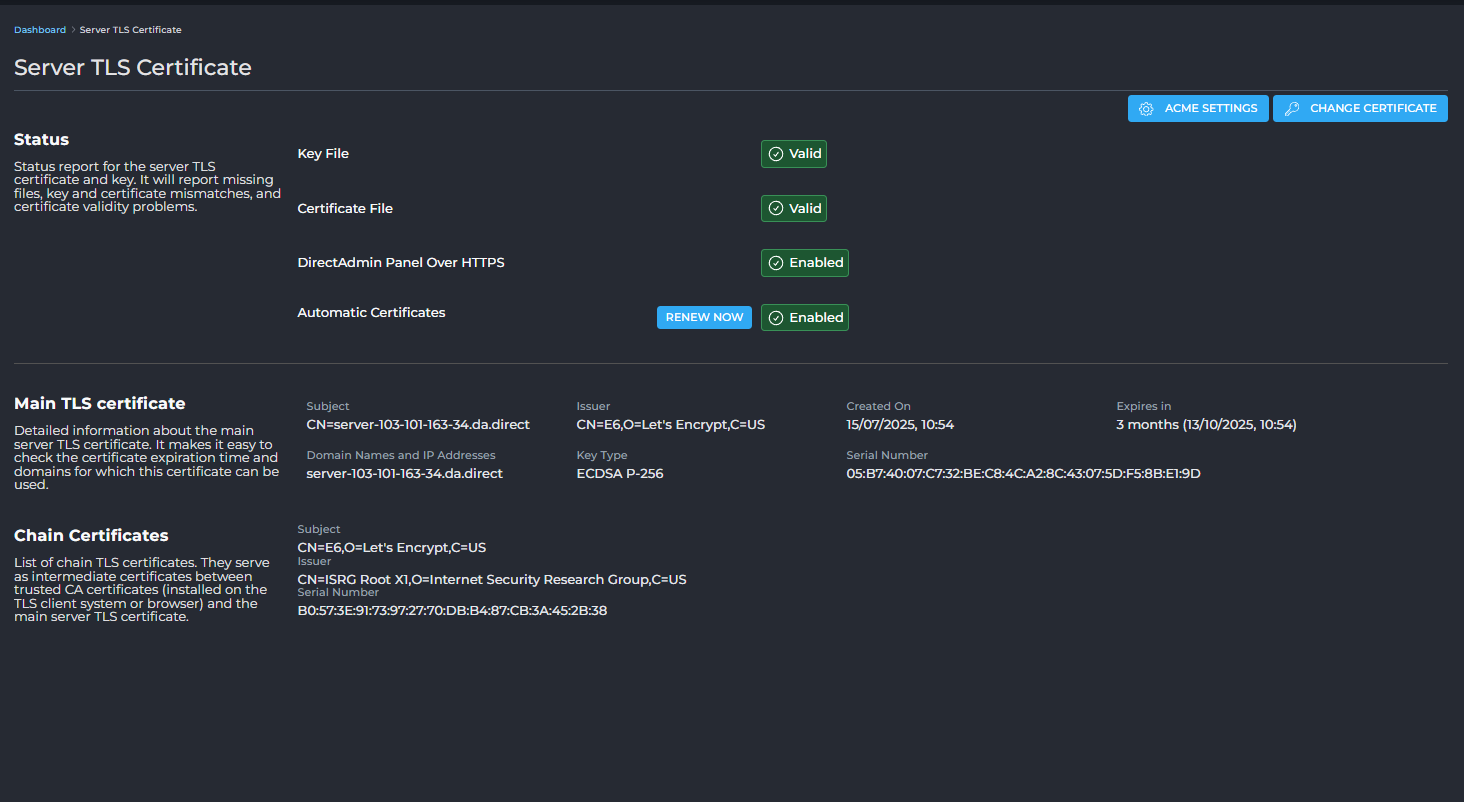 Dashboard > Server TLS Certificate
Server TLS Certificate
ACME SETTINGS
CHANGE CERTIFICATE
Status
Status report for the server TLS
certificate and key. It will report missing
files, key and certificate mismatches, and
certificate validity problems.
Key File
Valid
Certificate File
Valid
DirectAdmin Panel Over HTTPS
Enabled
Automatic Certificates
RENEW NOW
Enabled
Main TLS certificate
Detailed information about the main
server TLS certificate. It makes it easy to
check the certificate expiration time and
domains for which this certificate can be
used.
Subject
CN=server-103-101-163-34.da.direct
Issuer
CN=E6,O=Let's Encrypt,C=US
Created On
15/07/2025, 10:54
Expires in
3 months (13/10/2025, 10:54)
Domain Names and IP Addresses
server-103-101-163-34.da.direct
Key Type
ECDSA P-256
Serial Number
05:B7:40:07:C7:32:BE:C8:4C:A2:8C:43:07:5D:F5:8B:E1:9D
Chain Certificates
List of chain TLS certificates. They serve
as intermediate certificates between
trusted CA certificates (installed on the
TLS client system or browser) and the
main server TLS certificate.
Subject
CN=E6,O=Let's Encrypt,C=US
Issuer
CN=ISRG Root X1,O=Internet Security Research Group,C=US
Serial Number
B0:57:3E:91:73:97:27:70:DB:B4:87:CB:3A:45:2B:38